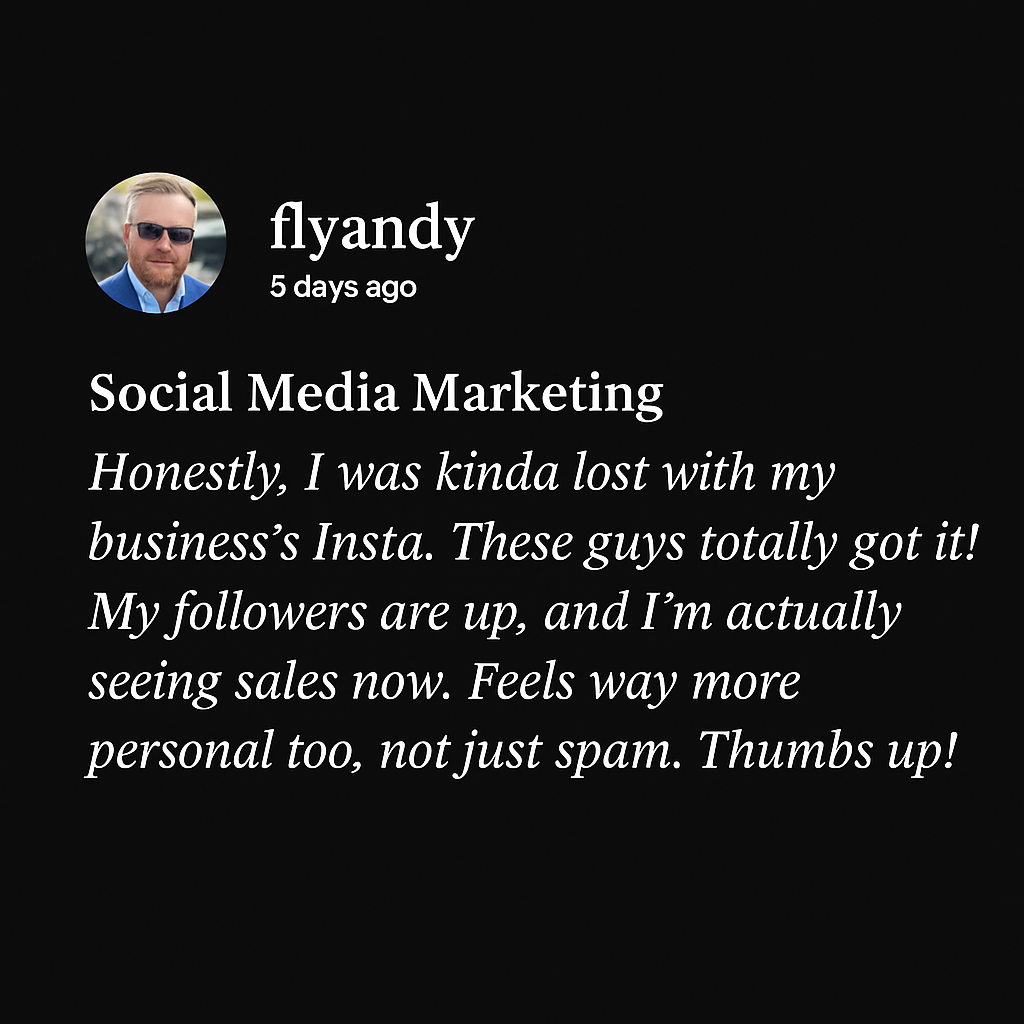 flyandy
5 days ago
Social Media Marketing
Honestly, I was kinda lost with my
business’s Insta. These guys totally got it!
My followers are up, and I’m actually
seeing sales now. Feels way more
personal too, not just spam. Thumbs up!